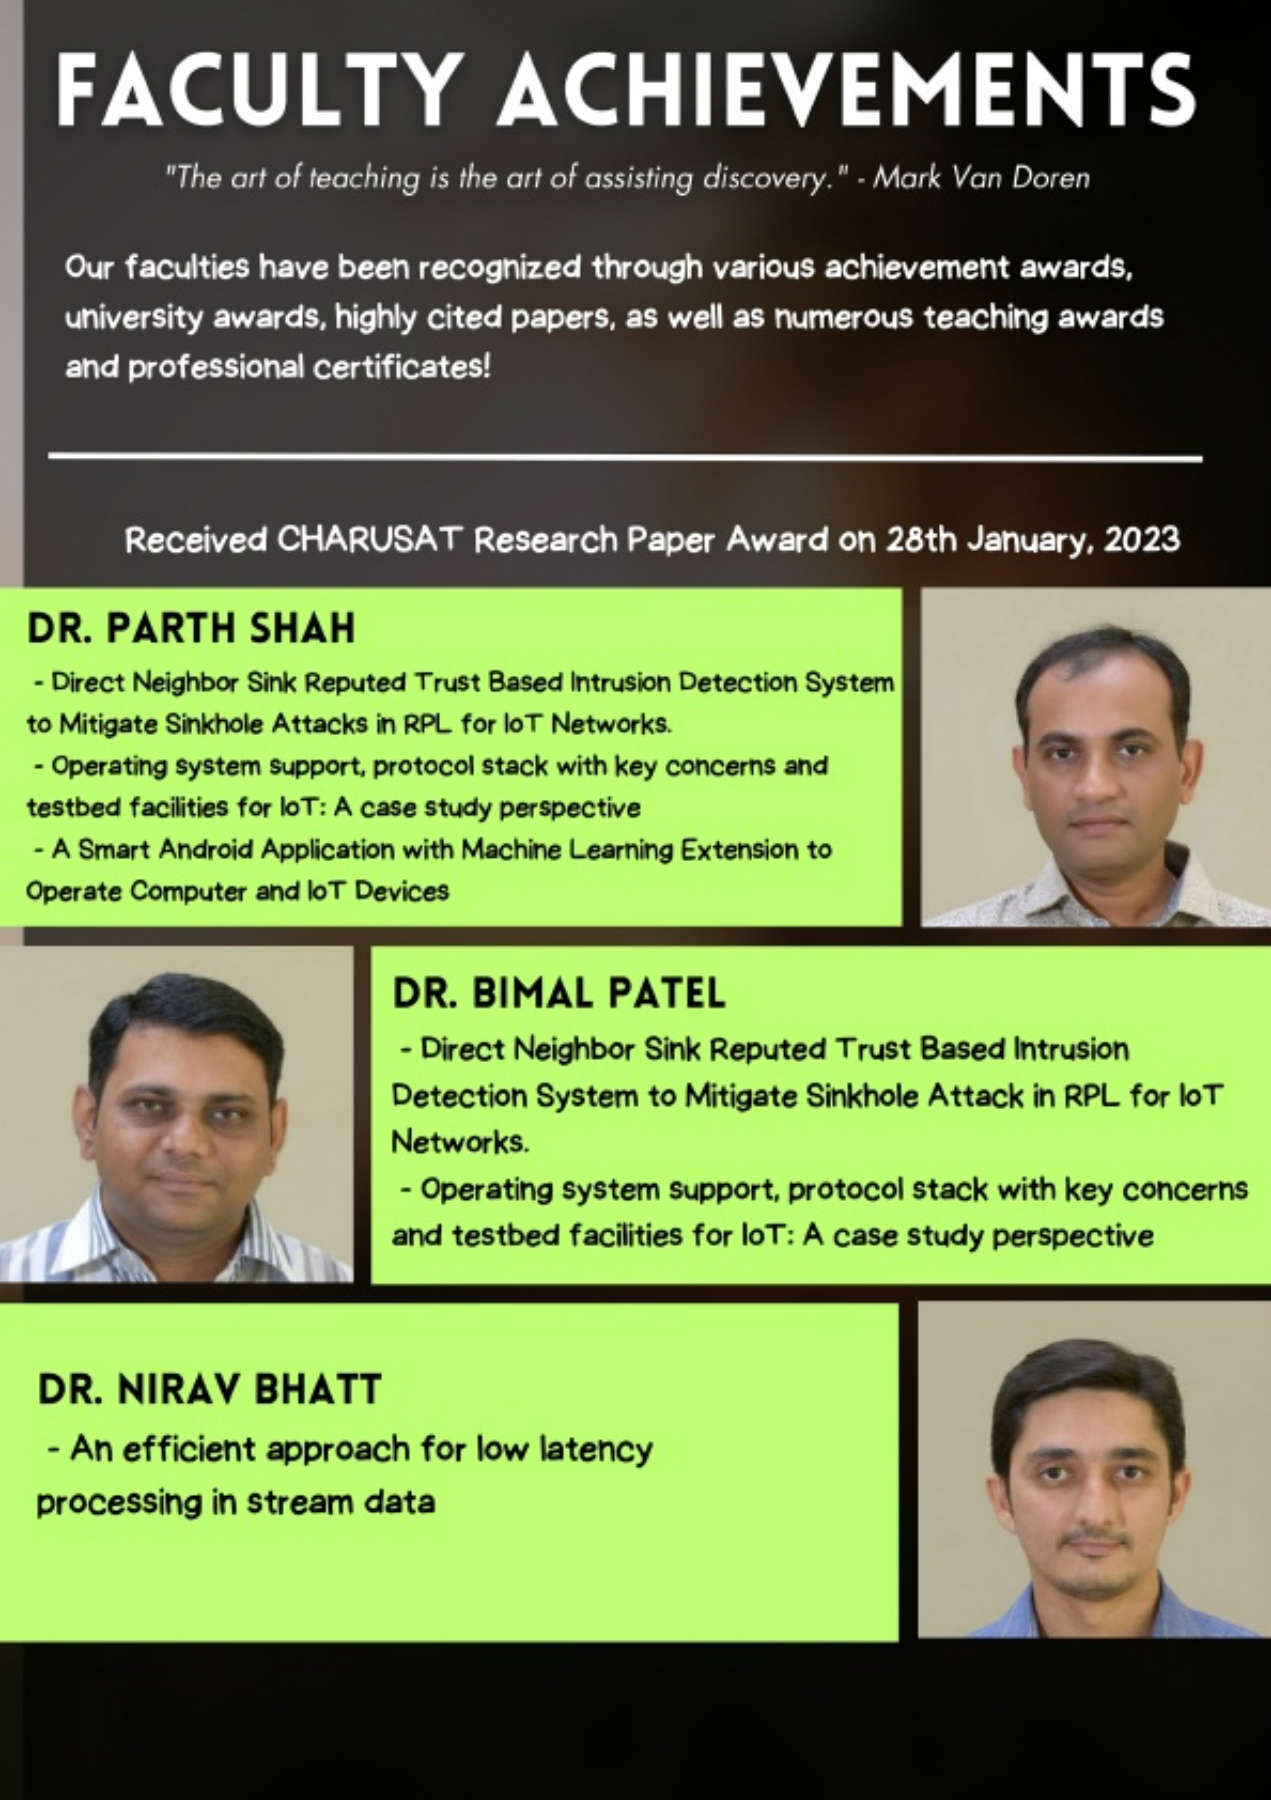 FACULTY ACHIEVEMENTS
"The art of teaching is the art of assisting discovery." - Mark Van Doren
Our faculties have been recognized through various achievement awards,
university awards, highly cited papers, as well as numerous teaching awards
and professional certificates!
Received CHARUSAT Research Paper Award on 28th January, 2023
DR. PARTH SHAH
- Direct Neighbor Sink Reputed Trust Based Intrusion Detection System
to Mitigate Sinkhole Attacks in RPL for IoT Networks.
- Operating system support, protocol stack with key concerns and
testbed facilities for IoT: A case study perspective
- A Smart Android Application with Machine Learning Extension to
Operate Computer and IoT Devices
DR. BIMAL PATEL
- Direct Neighbor Sink Reputed Trust Based Intrusion
Detection System to Mitigate Sinkhole Attack in RPL for IoT
Networks.
- Operating system support, protocol stack with key concerns
and testbed facilities for IoT: A case study perspective
DR. NIRAV BHATT
- An efficient approach for low latency
processing in stream data